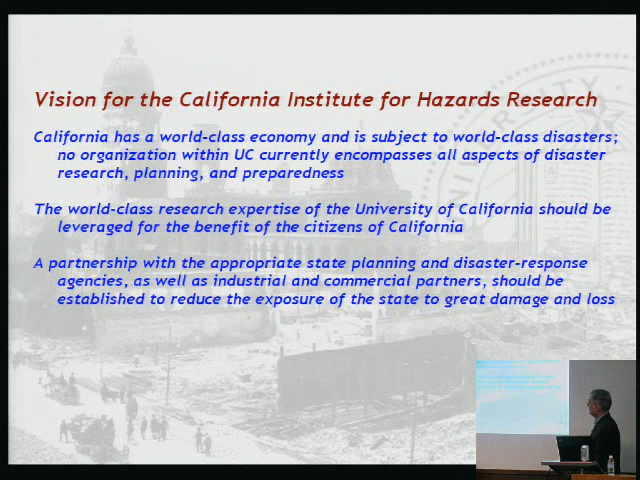 Vision for the California Institute for Hazards Research
California has a world-class economy and is subject to world-class disasters;
no organization within UC currently encompasses all aspects of disaster
research, planning, and preparedness
The world-class research expertise of the University of California should be
leveraged for the benefit of the citizens of California
A partnership with the appropriate state planning and disaster-response
agencies, as well as industrial and commercial partners, should be
established to reduce the exposure of the state to great damage and loss